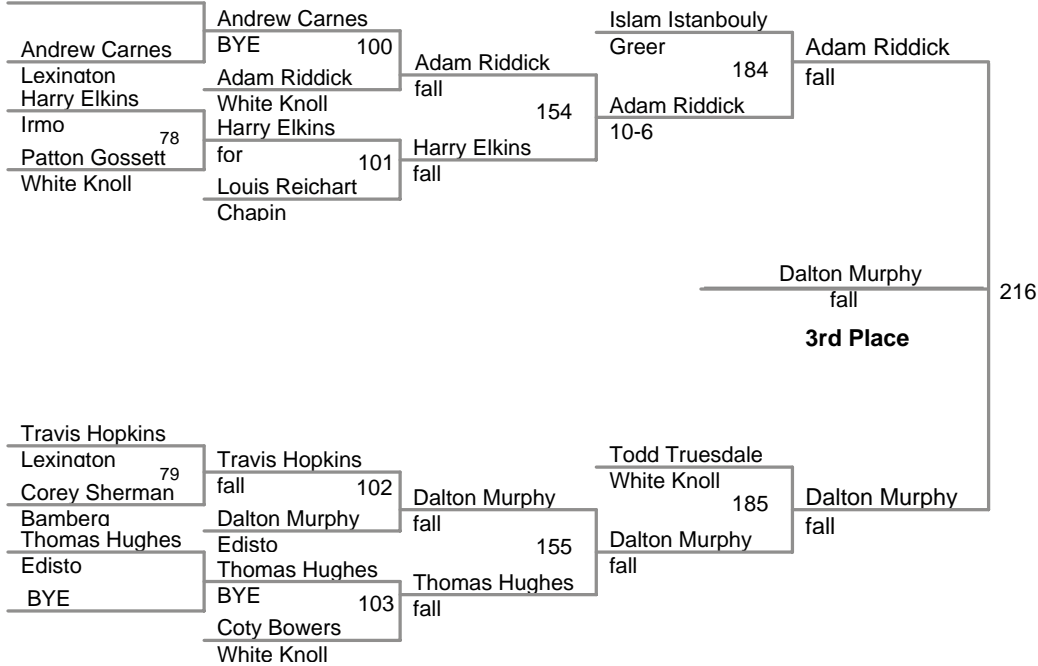 Andrew Carnes
Lexington
Harry Elkins
Irmo
78
Patton Gossett
White Knoll
Andrew Carnes
BYE
100
Adam Riddick
White Knoll
Harry Elkins
for
101
Louis Reichart
Chapin
Adam Riddick
fall
154
Harry Elkins
fall
Islam Istanbouly
Greer
184
Adam Riddick
10-6
Adam Riddick
fall
Dalton Murphy
fall
216
3rd Place
Travis Hopkins
Lexington
79
Corey Sherman
Bamberg
Thomas Hughes
Edisto
BYE
Travis Hopkins
fall
102
Dalton Murphy
Edisto
Thomas Hughes
BYE
103
Coty Bowers
White Knoll
Dalton Murphy
fall
155
Thomas Hughes
fall
Todd Truesdale
White Knoll
185
Dalton Murphy
fall
Dalton Murphy
fall